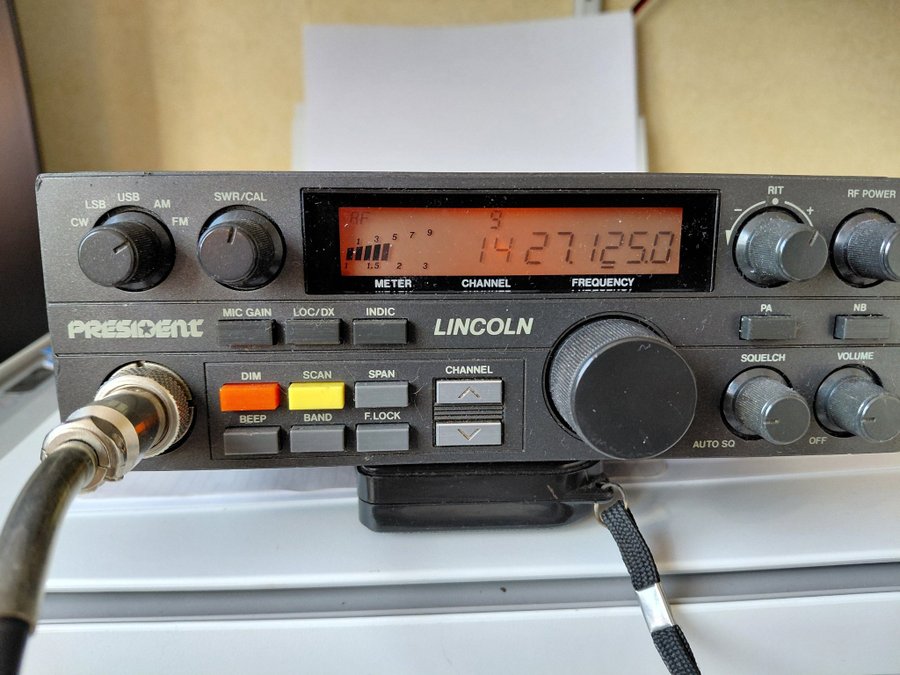 LSB USB AM
CW FM
SWR/CAL
RF 9
1 3 5 7 9
14 27.125.0
1 1.5 2 3
METER CHANNEL FREQUENCY
RIT
- +
RF POWER
PRESIDENT
MIC GAIN LOC/DX INDIC
LINCOLN
PA NB
DIM SCAN SPAN
BEEP BAND F.LOCK
CHANNEL
SQUELCH VOLUME
AUTO SQ OFF